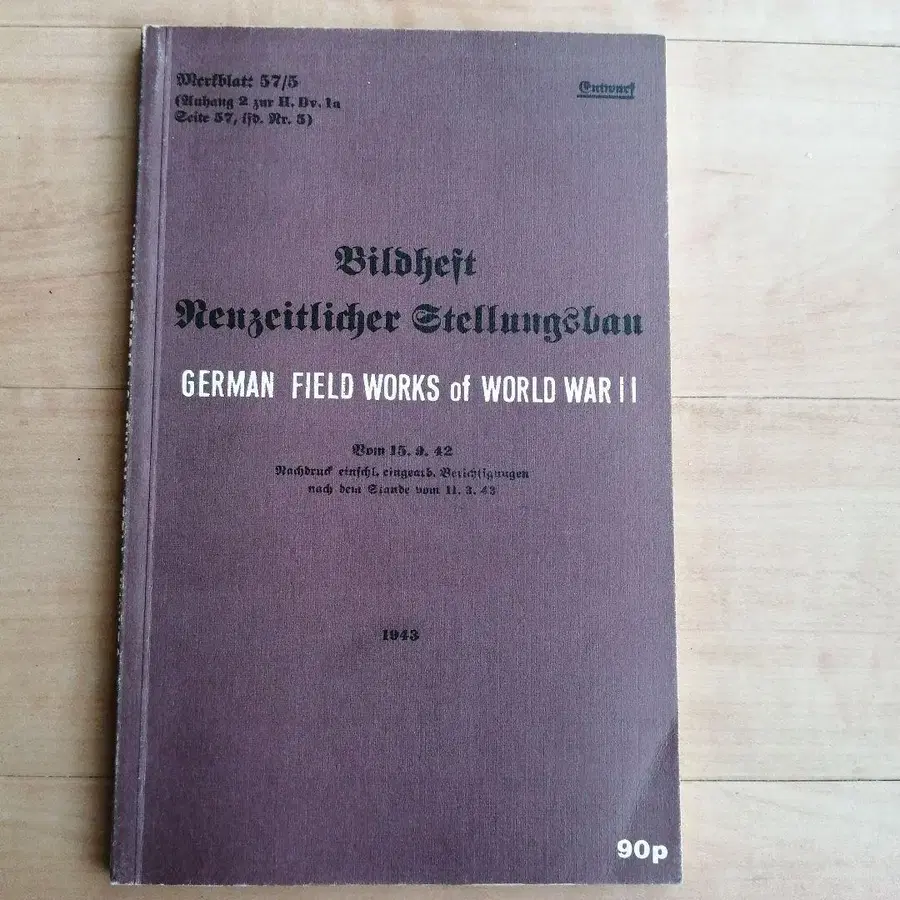 Merkblatt 57/5
(Anhang 2 zur H. Dv. 1a
Seite 57, lfd. Nr. 5)
Entwurf
Bildheft
Neuzeitlicher Stellungsbau
GERMAN FIELD WORKS of WORLD WAR II
Vom 15. 9. 42
Nachdruck einschl. eingearb. Berichtigungen
nach dem Stande vom 11. 3. 43
1943
90p